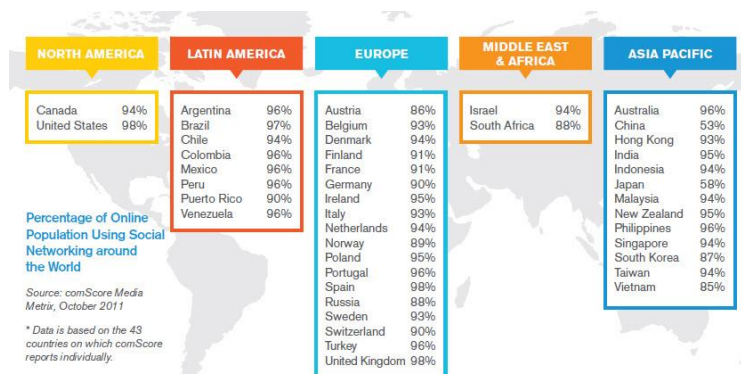 NORTH AMERICA
Canada 94%
United States 98%
LATIN AMERICA
Argentina 96%
Brazil 97%
Chile 94%
Colombia 96%
Mexico 96%
Peru 96%
Puerto Rico 90%
Venezuela 96%
EUROPE
Austria 86%
Belgium 93%
Denmark 94%
Finland 91%
France 91%
Germany 90%
Ireland 95%
Italy 93%
Netherlands 94%
Norway 89%
Poland 95%
Portugal 96%
Spain 98%
Russia 88%
Sweden 93%
Switzerland 90%
Turkey 96%
United Kingdom 98%
MIDDLE EAST
& AFRICA
Israel 94%
South Africa 88%
ASIA PACIFIC
Australia 96%
China 53%
Hong Kong 93%
India 95%
Indonesia 94%
Japan 58%
Malaysia 94%
New Zealand 95%
Philippines 96%
Singapore 94%
South Korea 87%
Taiwan 94%
Vietnam 85%
Percentage of Online
Population Using Social
Networking around
the World
Source: comScore Media
Metrix, October 2011
* Data is based on the 43
countries on which comScore
reports individually.